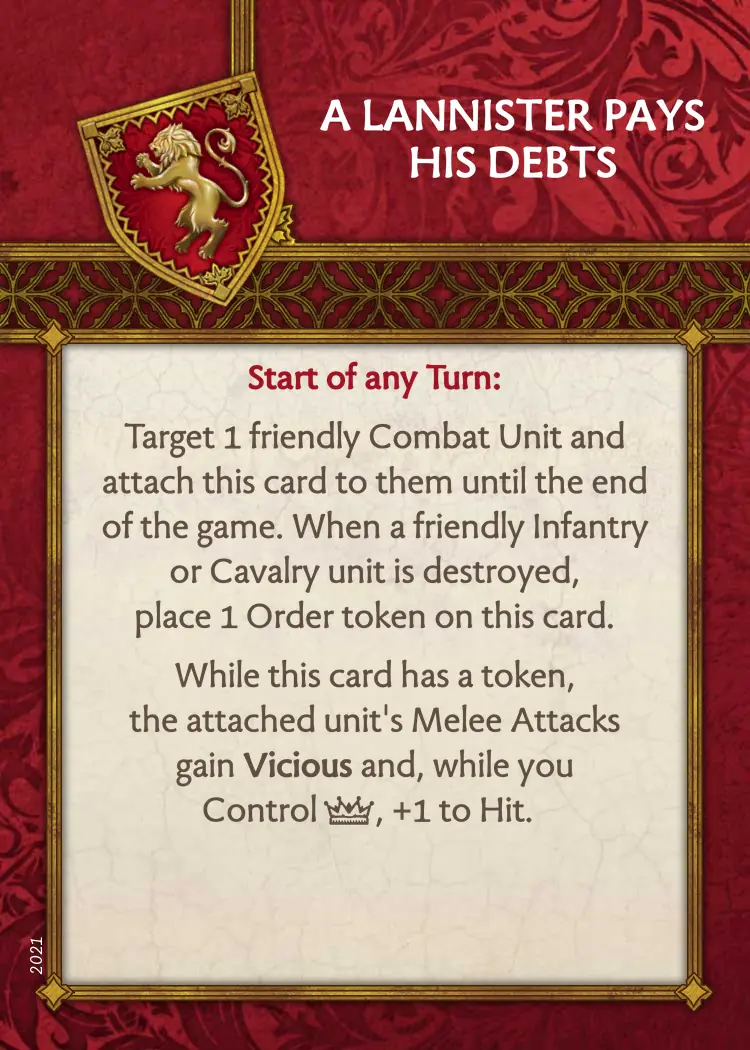 A LANNISTER PAYS
HIS DEBTS
Start of any Turn:
Target 1 friendly Combat Unit and
attach this card to them until the end
of the game. When a friendly Infantry
or Cavalry unit is destroyed,
place 1 Order token on this card.
While this card has a token,
the attached unit's Melee Attacks
gain Vicious and, while you
Control , +1 to Hit.
2021